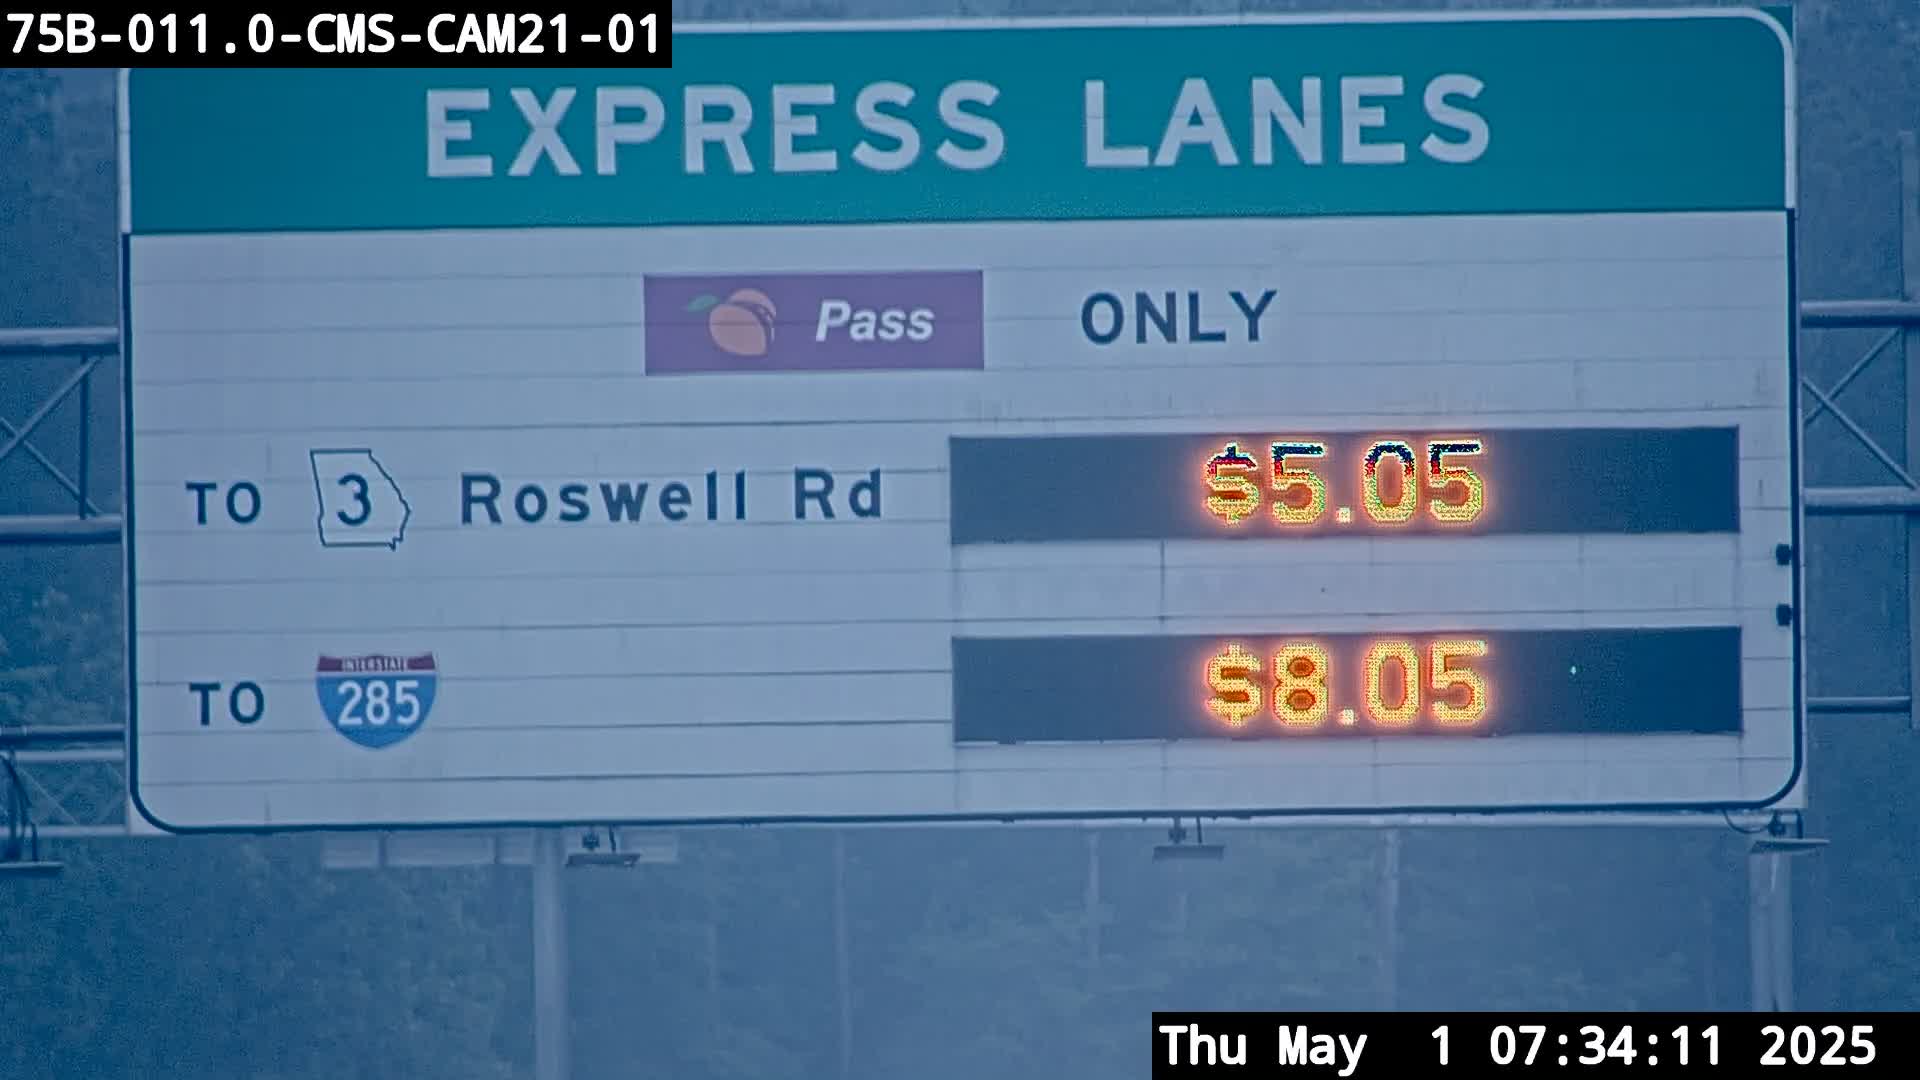 75B-011.0-CMS-CAM21-01
EXPRESS LANES
Pass ONLY
TO 3 Roswell Rd $5.05
TO INTERSTATE 285 $8.05
Thu May 1 07:34:11 2025